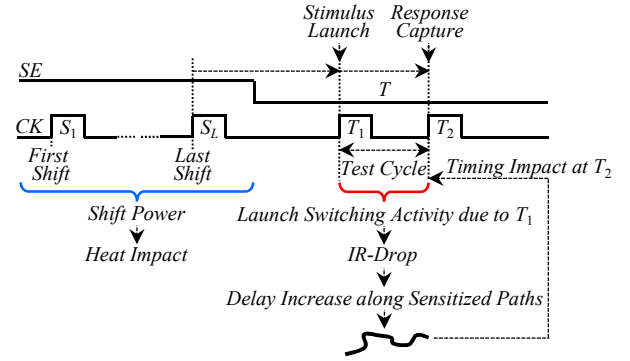 Stimulus Launch
Response Capture
SE
T
CK
S1
......
SL
T1
T2
First Shift
Last Shift
Test Cycle
Timing Impact at T2
Shift Power
Launch Switching Activity due to T1
Heat Impact
IR-Drop
Delay Increase along Sensitized Paths